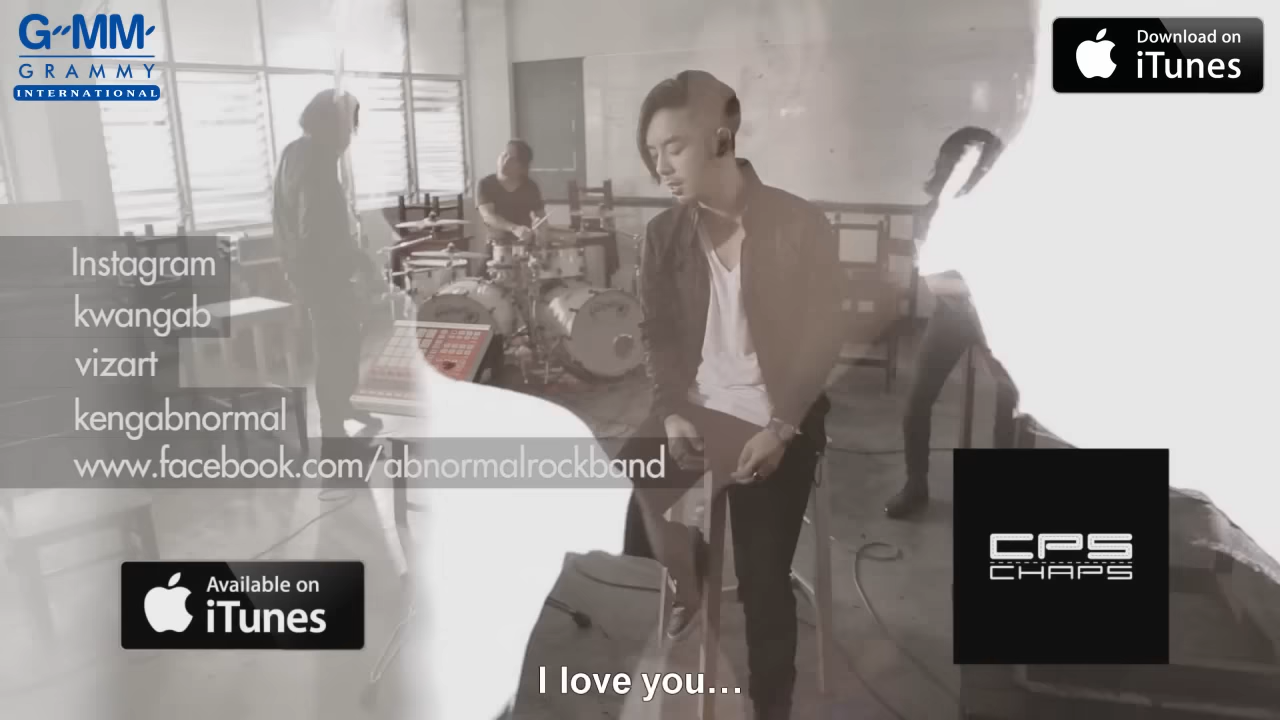 G-MM'
GRAMMY
INTERNATIONAL
Download on
iTunes
Instagram
kwangab
vizart
kengabnormal
www.facebook.com/abnormalrockband
Available on
iTunes
CPS
CHAPS
I love you...